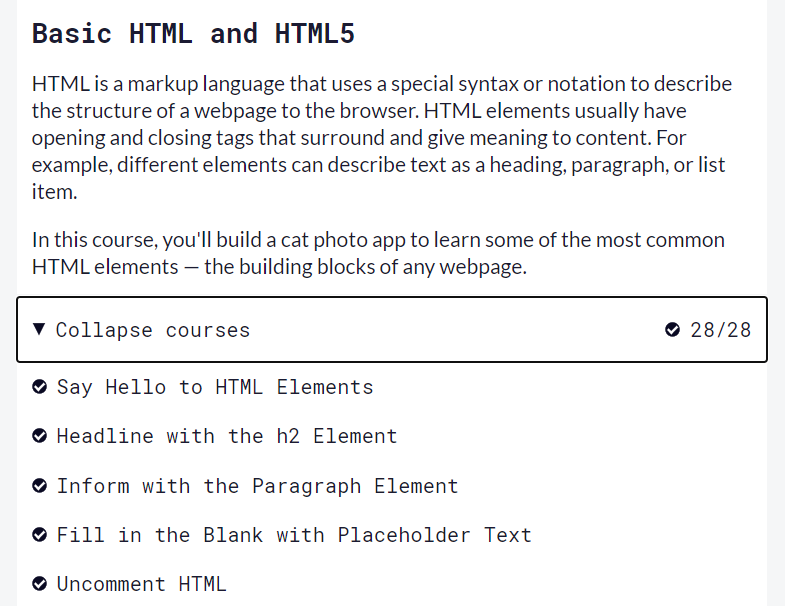 Basic HTML and HTML5
HTML is a markup language that uses a special syntax or notation to describe
the structure of a webpage to the browser. HTML elements usually have
opening and closing tags that surround and give meaning to content. For
example, different elements can describe text as a heading, paragraph, or list
item.
In this course, you'll build a cat photo app to learn some of the most common
HTML elements — the building blocks of any webpage.
Collapse courses 28/28
Say Hello to HTML Elements
Headline with the h2 Element
Inform with the Paragraph Element
Fill in the Blank with Placeholder Text
Uncomment HTML